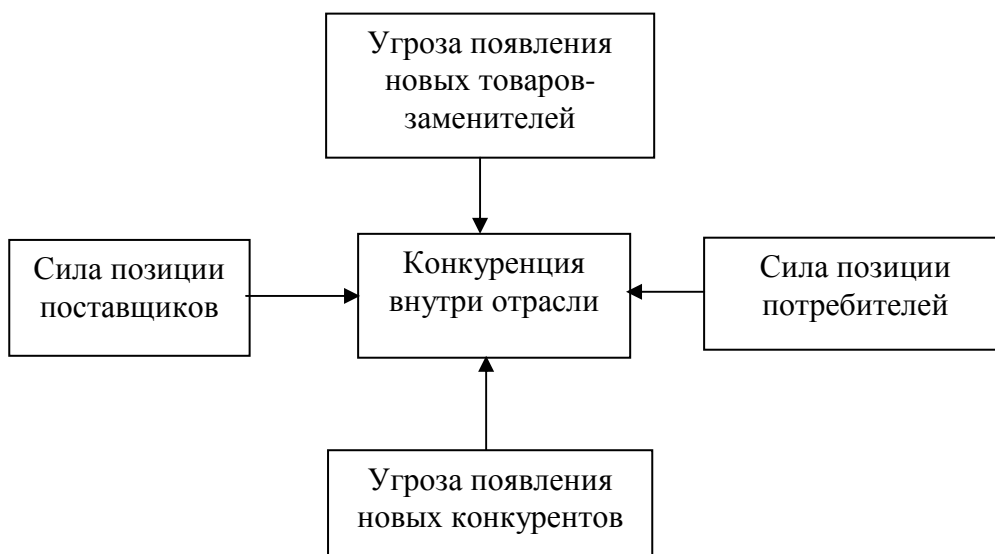 Угроза появления
новых товаров-
заменителей
Сила позиции
поставщиков
Конкуренция
внутри отрасли
Сила позиции
потребителей
Угроза появления
новых конкурентов